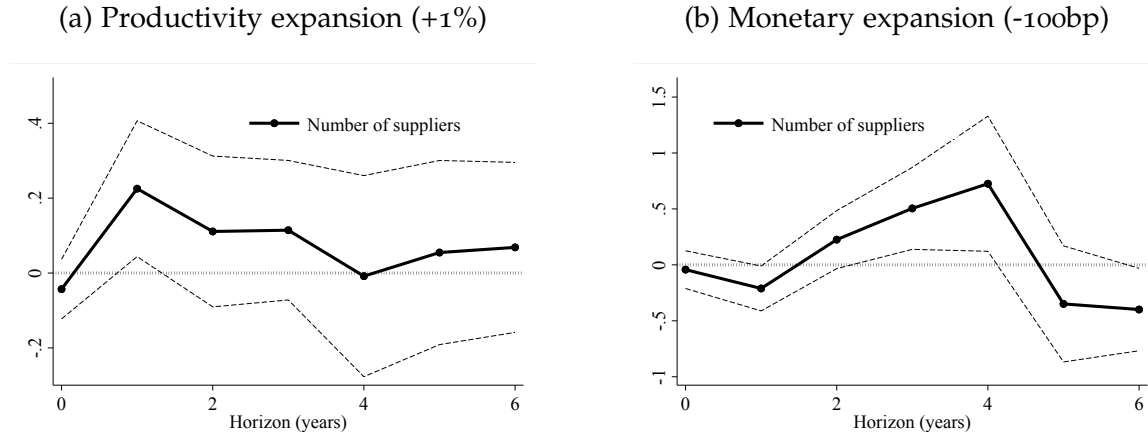 (a) Productivity expansion (+1%)
.4
.2
0
-.2
Number of suppliers
0 2 4 6
Horizon (years)
(b) Monetary expansion (-100bp)
1.5
1
.5
0
-.5
-1
Number of suppliers
0 2 4 6
Horizon (years)